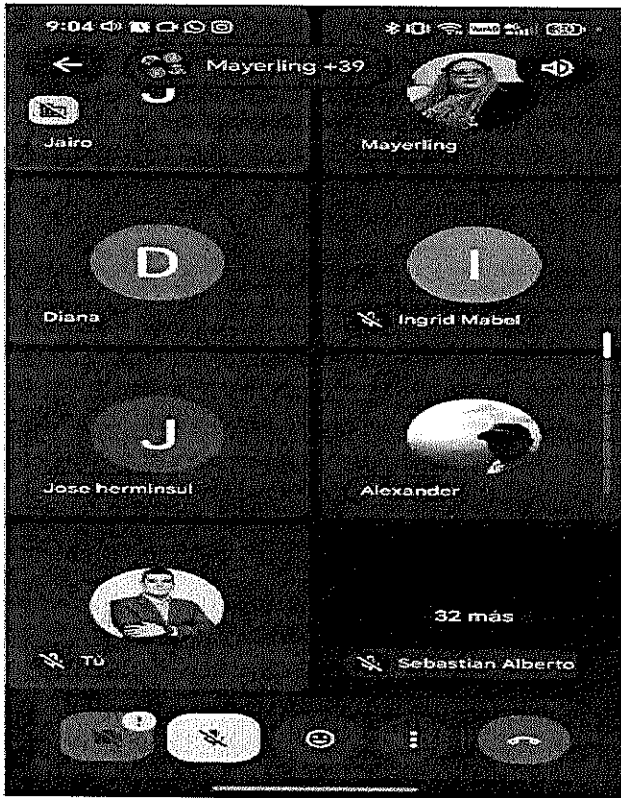 9:04
Mayerling +39
J
Jairo
Mayerling
D
Diana
I
Ingrid Mabel
J
Jose herminsul
Alexander
Tú
32 más
Sebastian Alberto